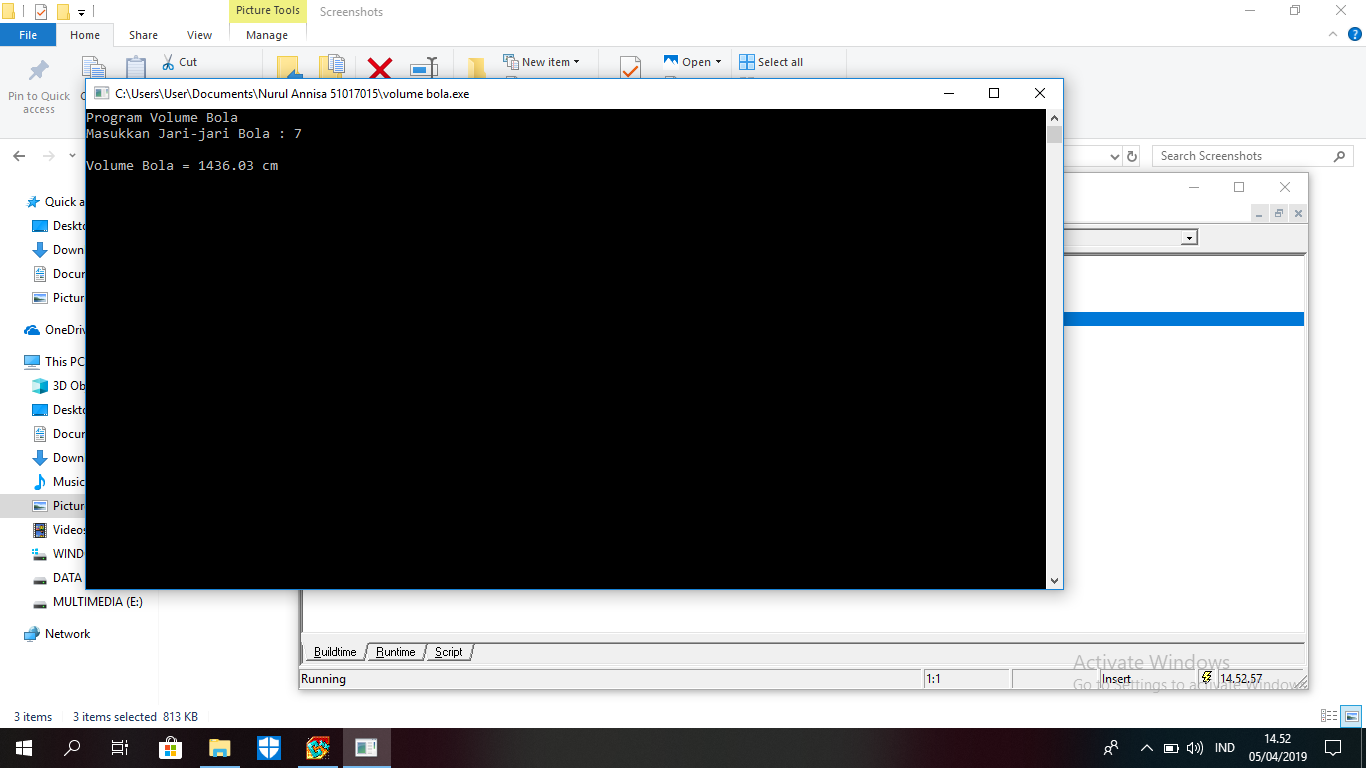 Picture Tools
Screenshots
File
Home
Share
View
Manage
Pin to Quick
access
Cut
New item
Open
Select all
C:\Users\User\Documents\Nurul Annisa 51017015\volume bola.exe
Program Volume Bola
Masukkan Jari-jari Bola : 7
Volume Bola = 1436.03 cm
Search Screenshots
Quick a
Deskto
Down
Docur
Pictur
OneDriv
This PC
3D Ob
Deskto
Docur
Down
Music
Pictur
Videos
WIND
DATA
MULTIMEDIA (E:)
Network
Buildtime
Runtime
Script
Activate Windows
Go to Settings to activate Windows.
Running
1:1
Insert
14.52.57
3 items
3 items selected 813 KB
IND
14.52
05/04/2019